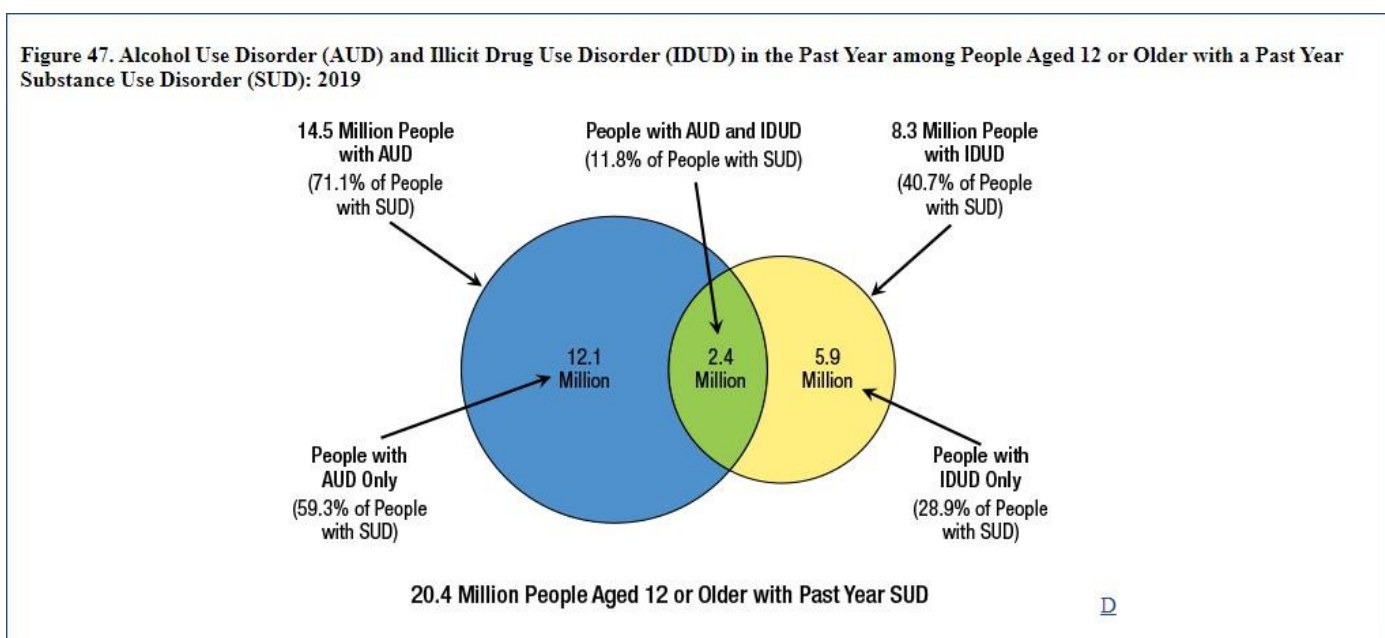 Figure 47. Alcohol Use Disorder (AUD) and Illicit Drug Use Disorder (IDUD) in the Past Year among People Aged 12 or Older with a Past Year
Substance Use Disorder (SUD): 2019
14.5 Million People
with AUD
(71.1% of People
with SUD)
People with AUD and IDUD
(11.8% of People with SUD)
8.3 Million People
with IDUD
(40.7% of People
with SUD)
12.1
Million
2.4
Million
5.9
Million
People with
AUD Only
(59.3% of People
with SUD)
People with
IDUD Only
(28.9% of People
with SUD)
20.4 Million People Aged 12 or Older with Past Year SUD
D